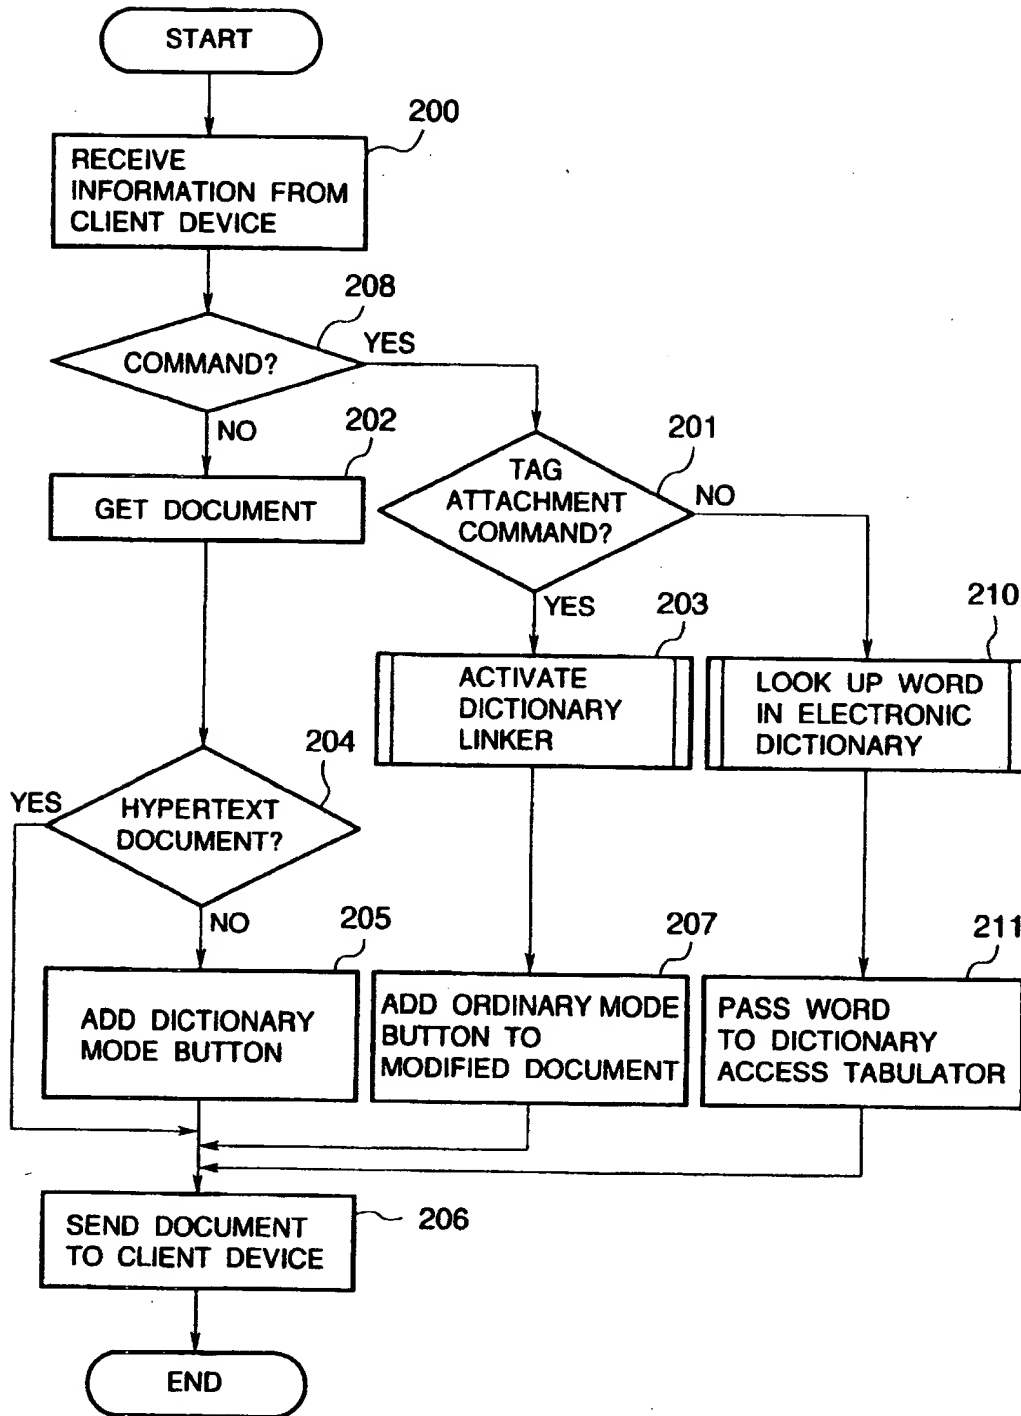 START
200
RECEIVE
INFORMATION FROM
CLIENT DEVICE
208
COMMAND?
YES
NO
202
GET DOCUMENT
201
TAG
ATTACHMENT
COMMAND?
NO
YES
203
ACTIVATE
DICTIONARY
LINKER
210
LOOK UP WORD
IN ELECTRONIC
DICTIONARY
204
YES
HYPERTEXT
DOCUMENT?
NO
205
ADD DICTIONARY
MODE BUTTON
207
ADD ORDINARY MODE
BUTTON TO
MODIFIED DOCUMENT
211
PASS WORD
TO DICTIONARY
ACCESS TABULATOR
206
SEND DOCUMENT
TO CLIENT DEVICE
END